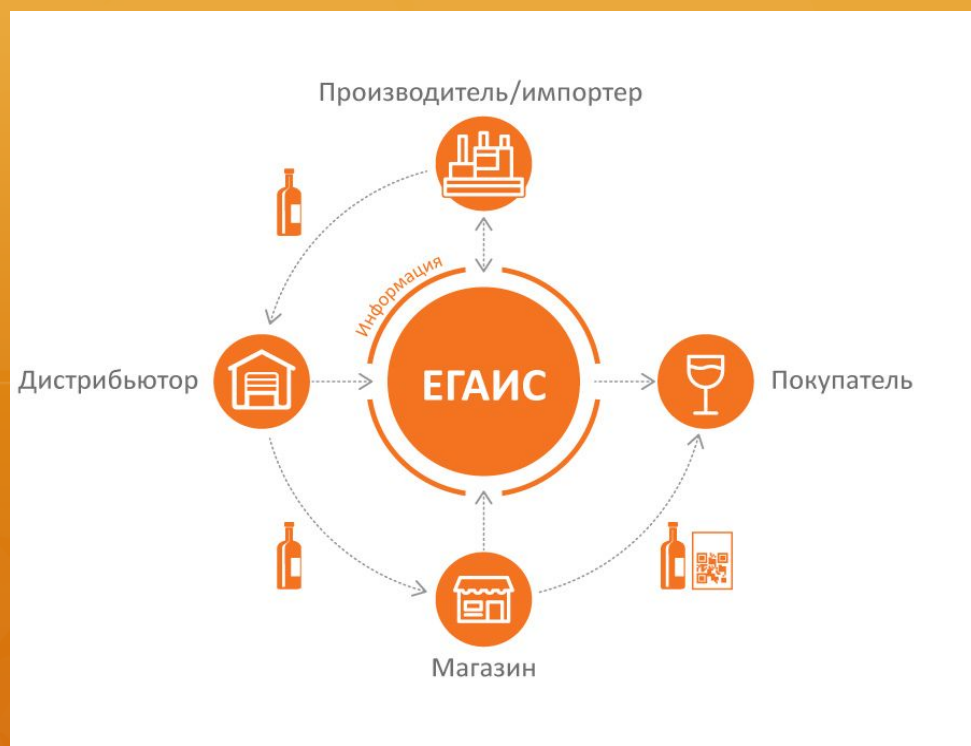 Производитель/импортер
Информация
Дистрибьютор
ЕГАИС
Покупатель
Магазин